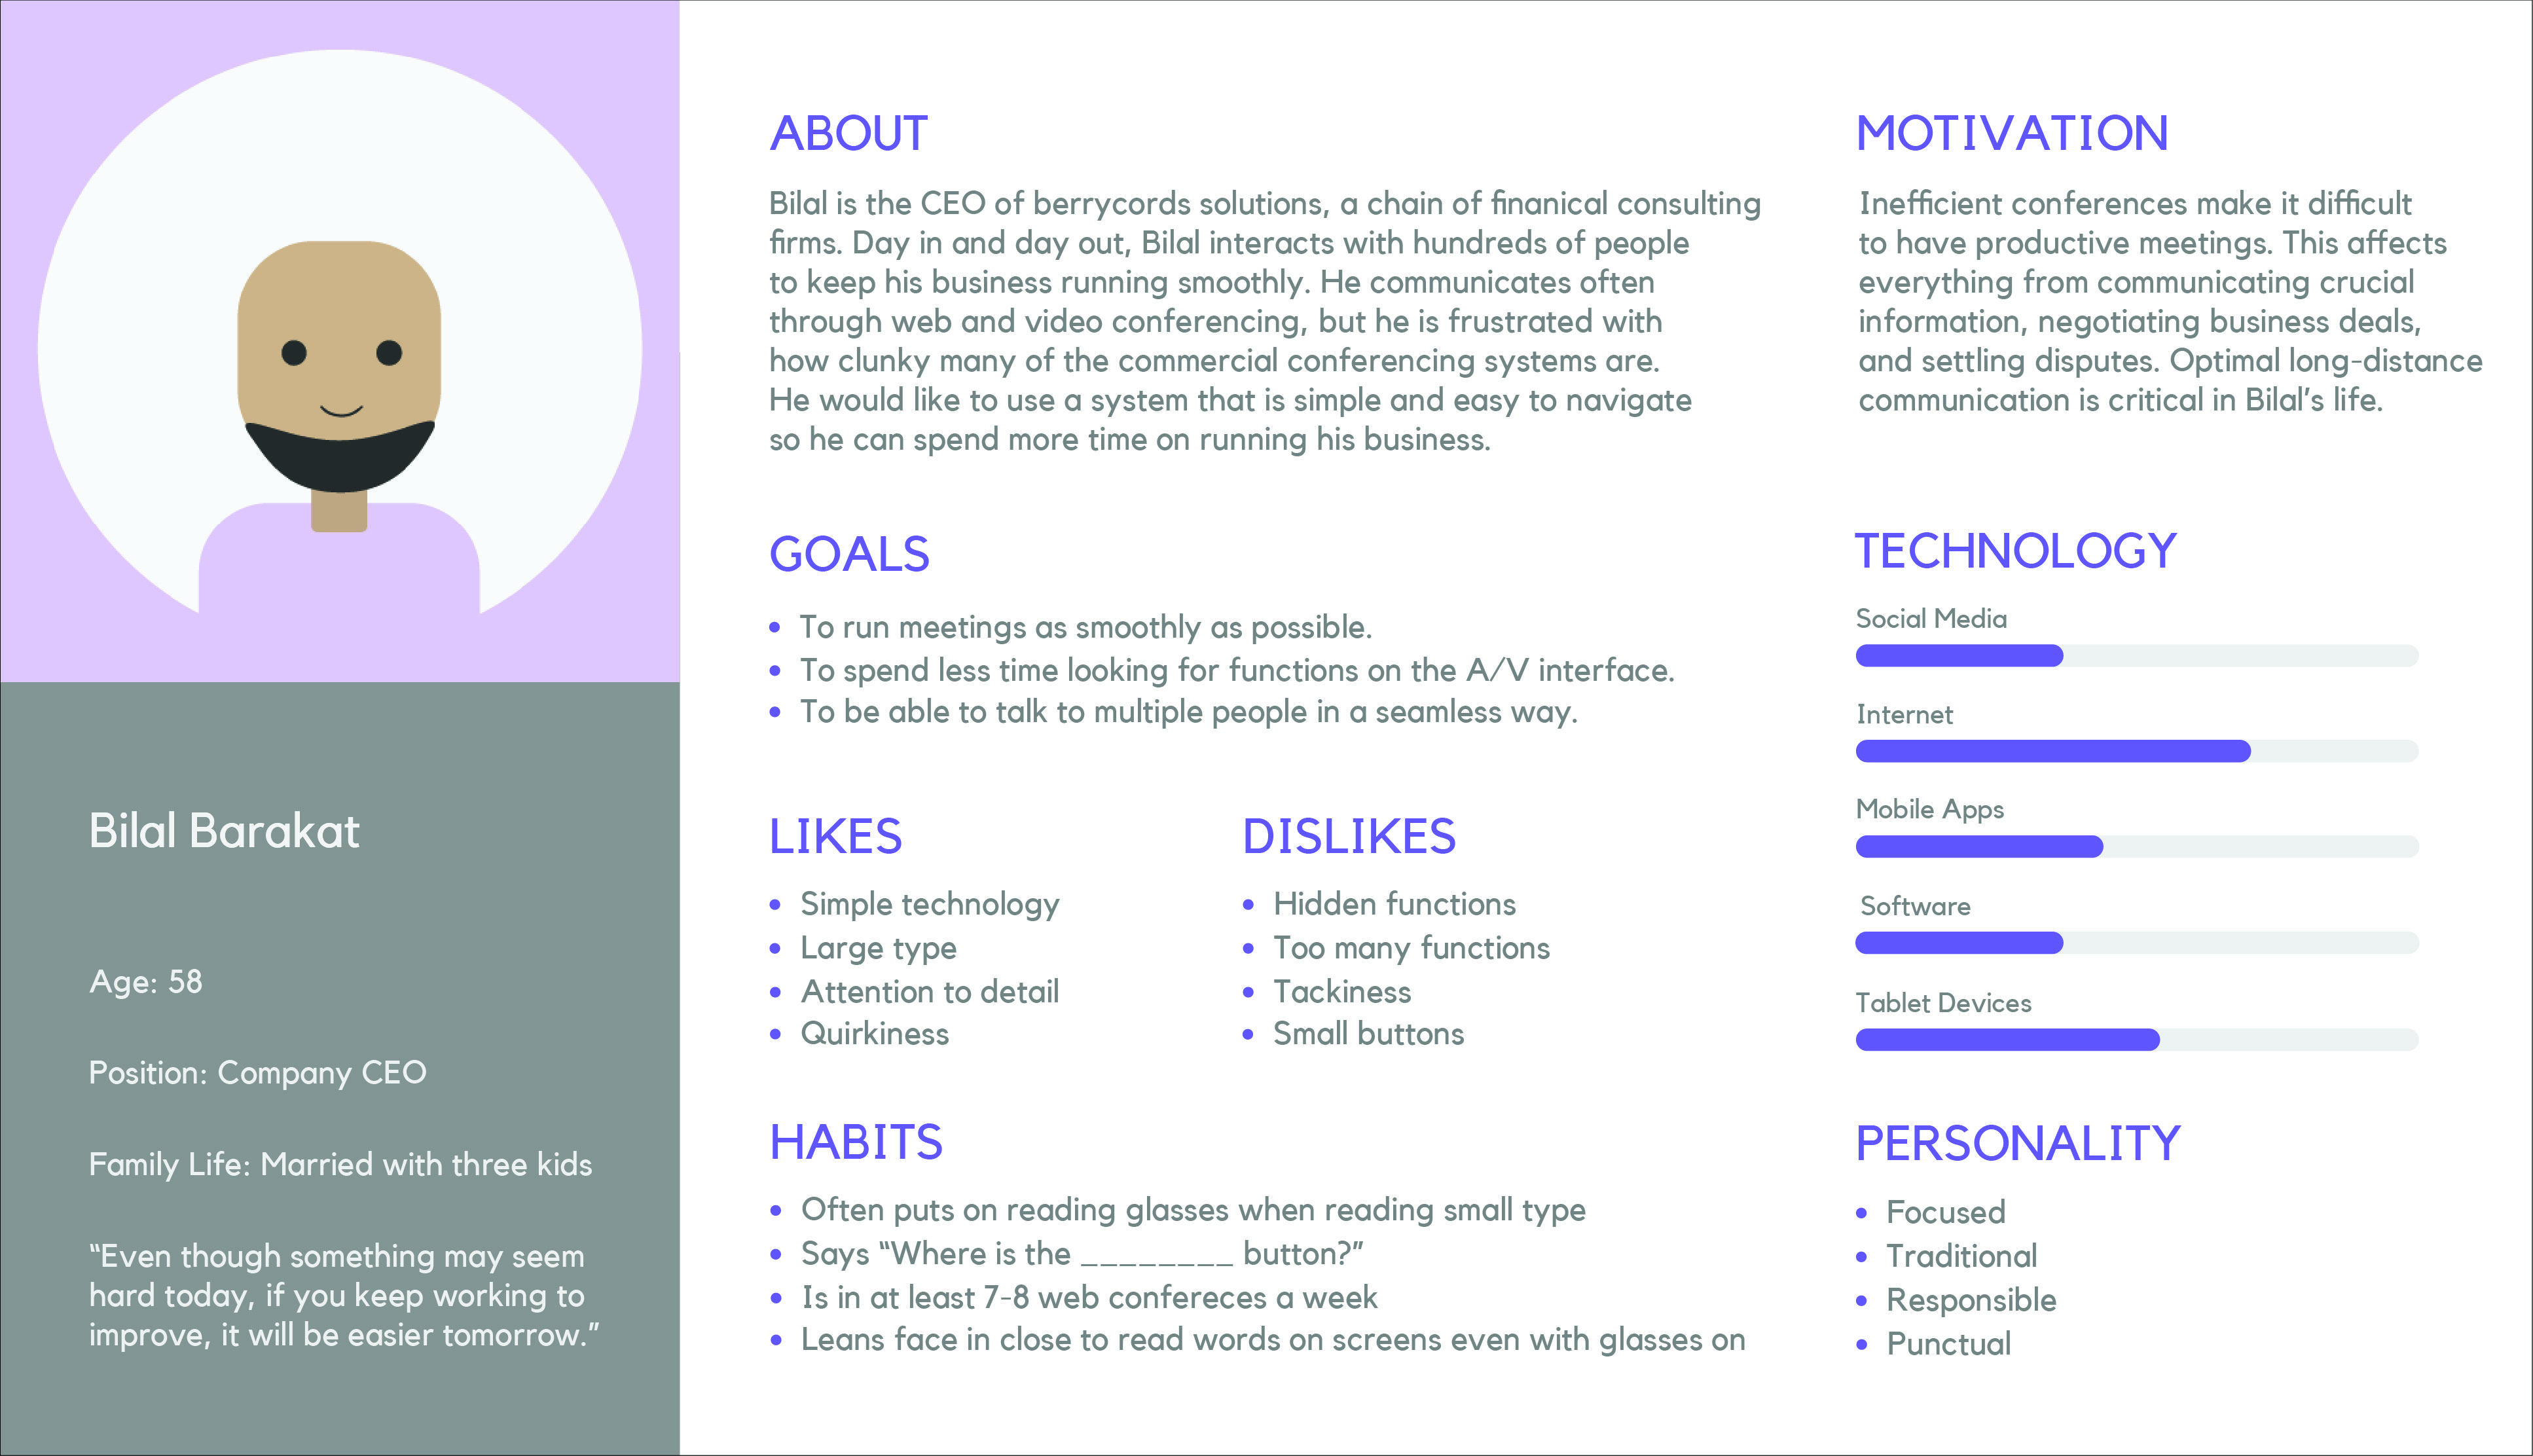 Bilal Barakat
Age: 58
Position: Company CEO
Family Life: Married with three kids
“Even though something may seem
hard today, if you keep working to
improve, it will be easier tomorrow.”
ABOUT
Bilal is the CEO of berrycords solutions, a chain of finanical consulting
firms. Day in and day out, Bilal interacts with hundreds of people
to keep his business running smoothly. He communicates often
through web and video conferencing, but he is frustrated with
how clunky many of the commercial conferencing systems are.
He would like to use a system that is simple and easy to navigate
so he can spend more time on running his business.
GOALS
• To run meetings as smoothly as possible.
• To spend less time looking for functions on the A/V interface.
• To be able to talk to multiple people in a seamless way.
LIKES
• Simple technology
• Large type
• Attention to detail
• Quirkiness
DISLIKES
• Hidden functions
• Too many functions
• Tackiness
• Small buttons
HABITS
• Often puts on reading glasses when reading small type
• Says “Where is the ________ button?”
• Is in at least 7-8 web confereces a week
• Leans face in close to read words on screens even with glasses on
MOTIVATION
Inefficient conferences make it difficult
to have productive meetings. This affects
everything from communicating crucial
information, negotiating business deals,
and settling disputes. Optimal long-distance
communication is critical in Bilal’s life.
TECHNOLOGY
Social Media
Internet
Mobile Apps
Software
Tablet Devices
PERSONALITY
• Focused
• Traditional
• Responsible
• Punctual